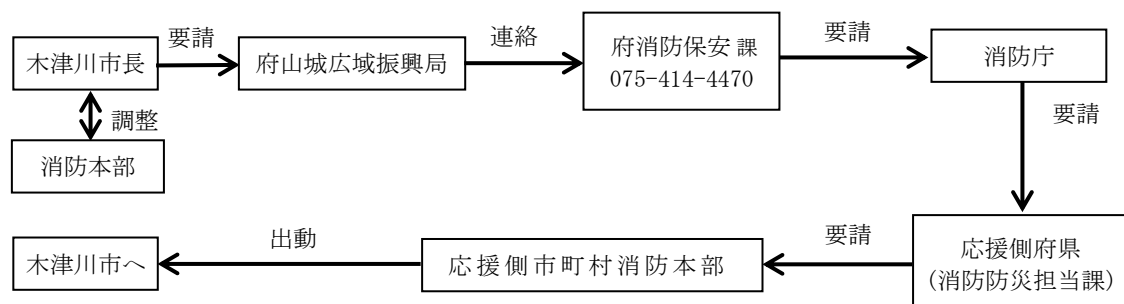 木津川市長
要請
府山城広域振興局
連絡
府消防保安課
075-414-4470
要請
消防庁
調整
消防本部
要請
応援側府県
(消防防災担当課)
要請
応援側市町村消防本部
出動
木津川市へ